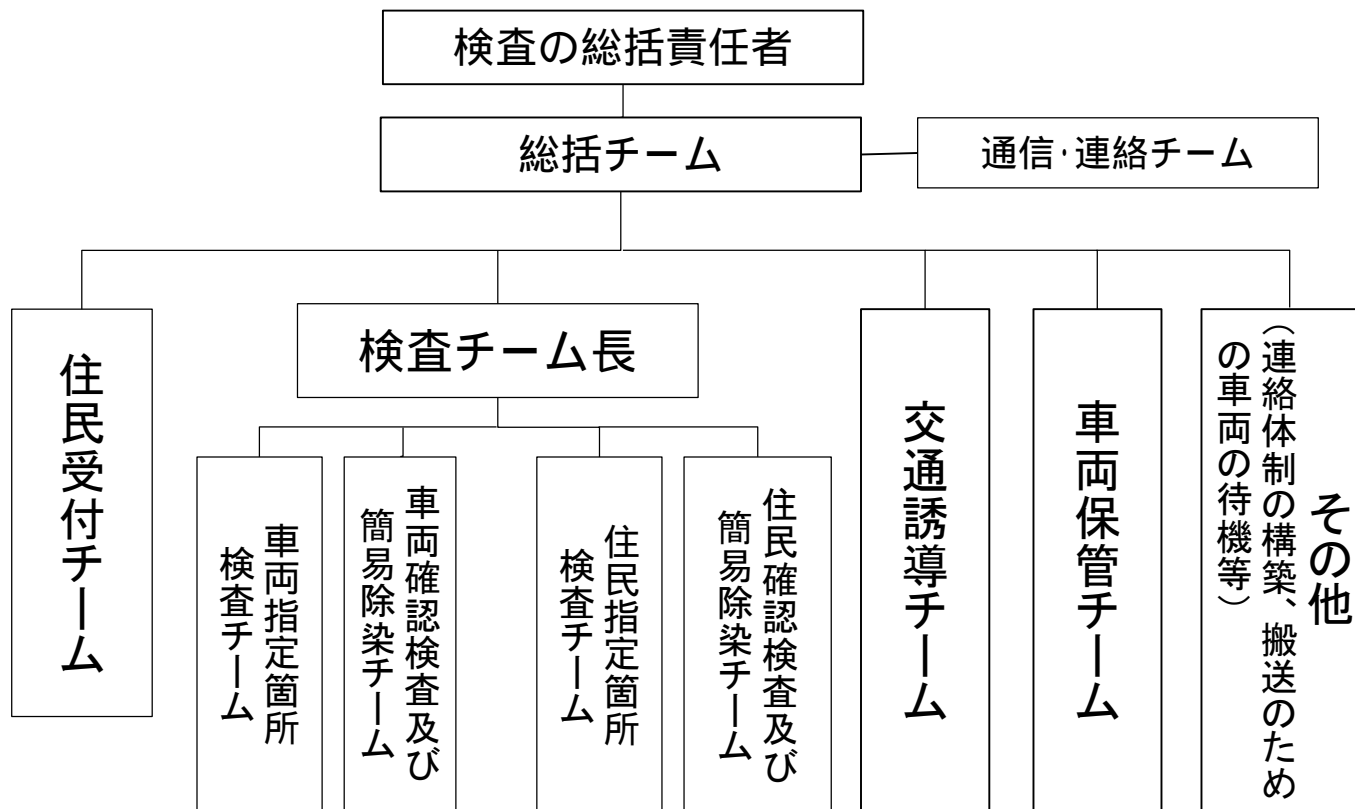 検査の総括責任者
総括チーム
通信・連絡チーム
住民受付チーム
検査チーム長
車両指定箇所
検査チーム
車両確認検査及び
簡易除染チーム
住民指定箇所
検査チーム
住民確認検査及び
簡易除染チーム
交通誘導チーム
車両保管チーム
その他
（連絡体制の構築、搬送のため
の車両の待機等）